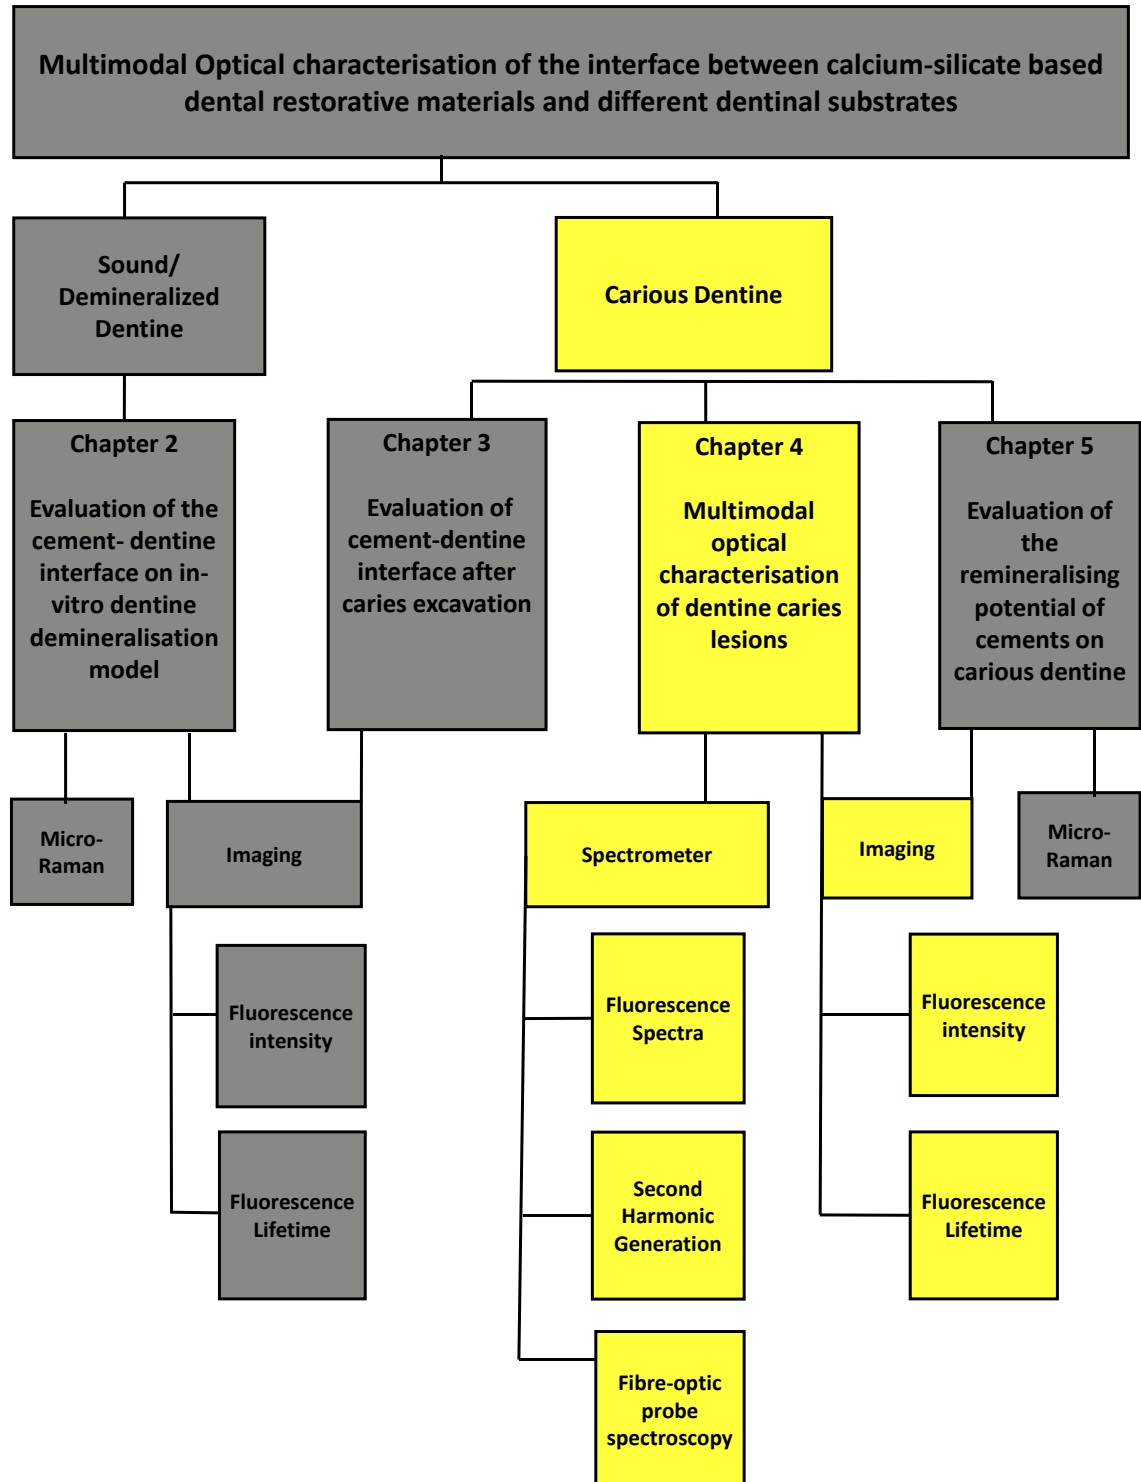 Multimodal Optical characterisation of the interface between calcium-silicate based
dental restorative materials and different dentinal substrates
Sound/
Demineralized
Dentine
Carious Dentine
Chapter 2
Evaluation of the
cement- dentine
interface on in-
vitro dentine
demineralisation
model
Chapter 3
Evaluation of
cement-dentine
interface after
caries excavation
Chapter 4
Multimodal
optical
characterisation
of dentine caries
lesions
Chapter 5
Evaluation of
the
remineralising
potential of
cements on
carious dentine
Micro-
Raman
Imaging
Spectrometer
Imaging
Micro-
Raman
Fluorescence
intensity
Fluorescence
Lifetime
Fluorescence
Spectra
Second
Harmonic
Generation
Fibre-optic
probe
spectroscopy
Fluorescence
intensity
Fluorescence
Lifetime